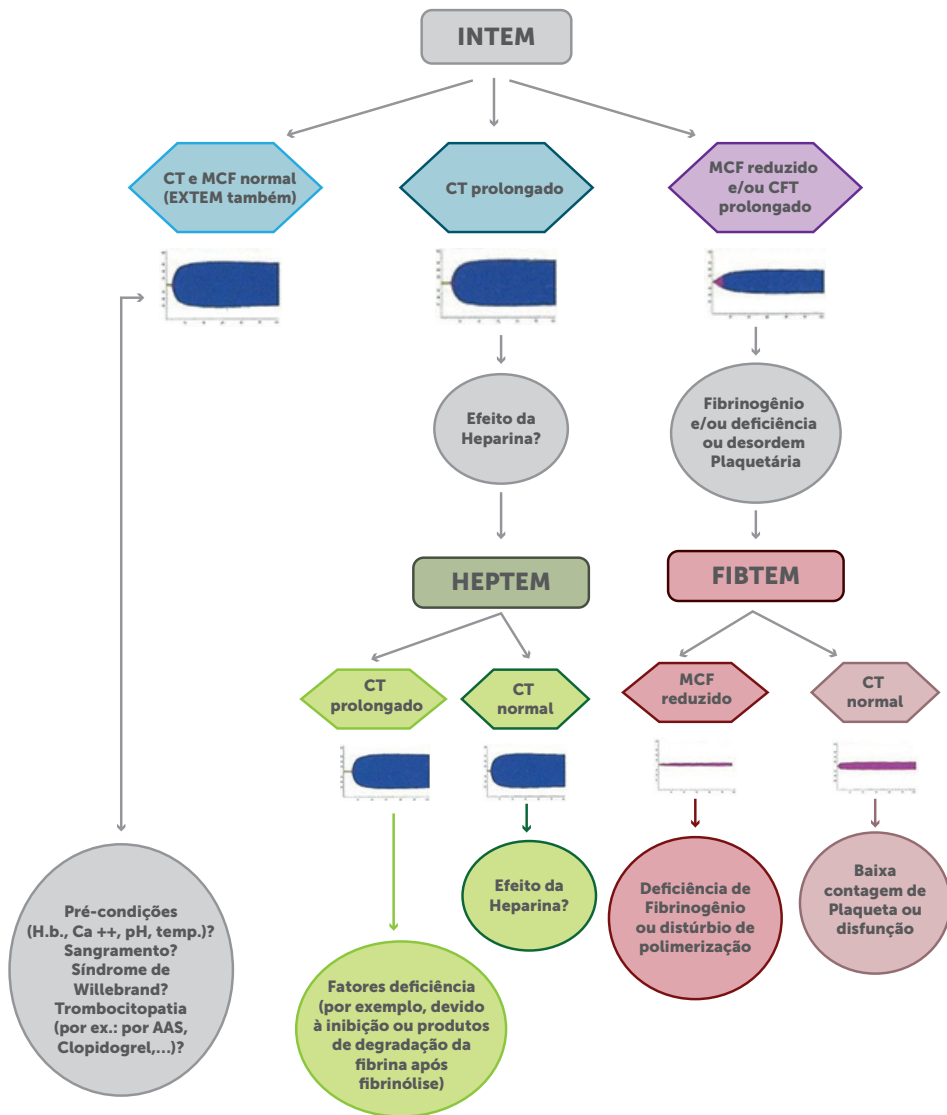 INTEM
CT e MCF normal
(EXTEM também)
CT prolongado
MCF reduzido
e/ou CFT
prolongado
Efeito da
Heparina?
Fibrinogênio
e/ou deficiência
ou desordem
Plaquetária
HEPTEM
FIBTEM
CT
prolongado
CT
normal
MCF
reduzido
CT
normal
Pré-condições
(H.b., Ca ++, pH, temp.)?
Sangramento?
Síndrome de
Willebrand?
Trombocitopatia
(por ex.: por AAS,
Clopidogrel,...)?
Fatores deficiência
(por exemplo, devido
à inibição ou produtos
de degradação da
fibrina após
fibrinólise)
Efeito da
Heparina?
Deficiência de
Fibrinogênio
ou distúrbio de
polimerização
Baixa
contagem de
Plaqueta ou
disfunção